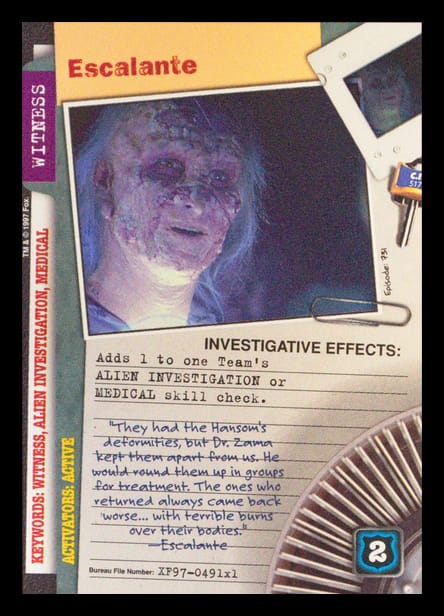 Escalante
WITNESS
TM & © 1997 Fox.
KEYWORDS: WITNESS, ALIEN INVESTIGATION, MEDICAL
ACTIVATORS: ACTIVE
517
Episode: 731
INVESTIGATIVE EFFECTS:
Adds 1 to one Team's
ALIEN INVESTIGATION or
MEDICAL skill check.
"They had the Hansom's
deformities, but Dr. Zama
kept them apart from us. He
would round them up in groups
for treatment. The ones who
returned always came back
worse... with terrible burns
over their bodies."
—Escalante
2
Bureau File Number: XF97-0491x1